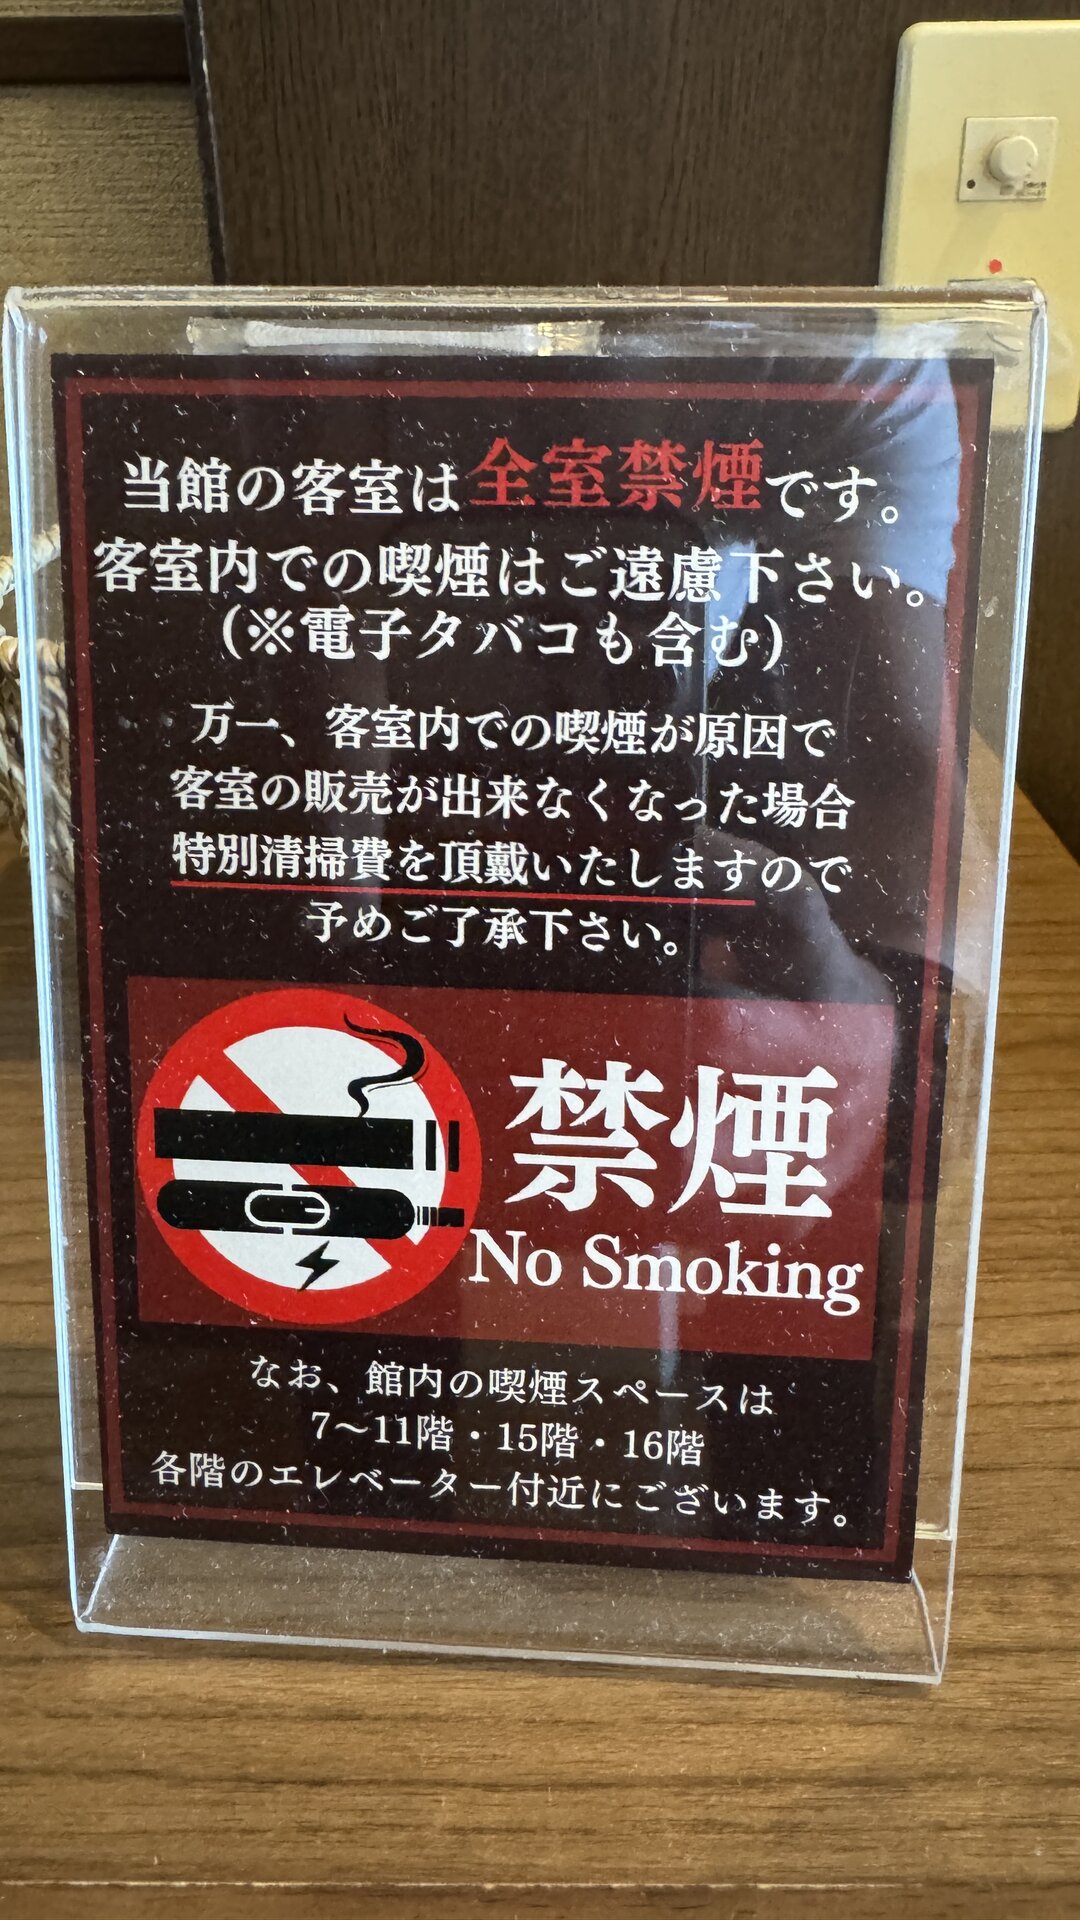 当館の客室は全室禁煙です。
客室内での喫煙はご遠慮下さい。
(※電子タバコも含む)
万一、客室内での喫煙が原因で
客室の販売が出来なくなった場合
特別清掃費を頂戴いたしますので
予めご了承下さい。
禁煙
No Smoking
なお、館内の喫煙スペースは
7〜11階・15階・16階
各階のエレベーター付近にございます。